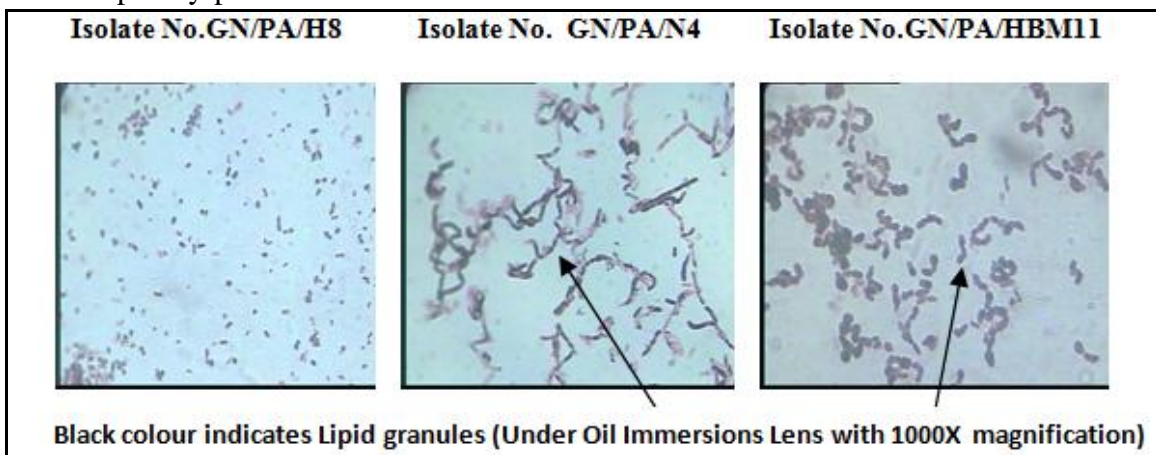 Isolate No.GN/PA/H8 Isolate No. GN/PA/N4 Isolate No.GN/PA/HBM11
Black colour indicates Lipid granules (Under Oil Immersions Lens with 1000X magnification)